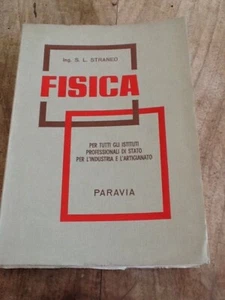 Ing. S. L. STRANEO
FISICA
PER TUTTI GLI ISTITUTI
PROFESSIONALI DI STATO
PER L'INDUSTRIA E L'ARTIGIANATO
PARAVIA